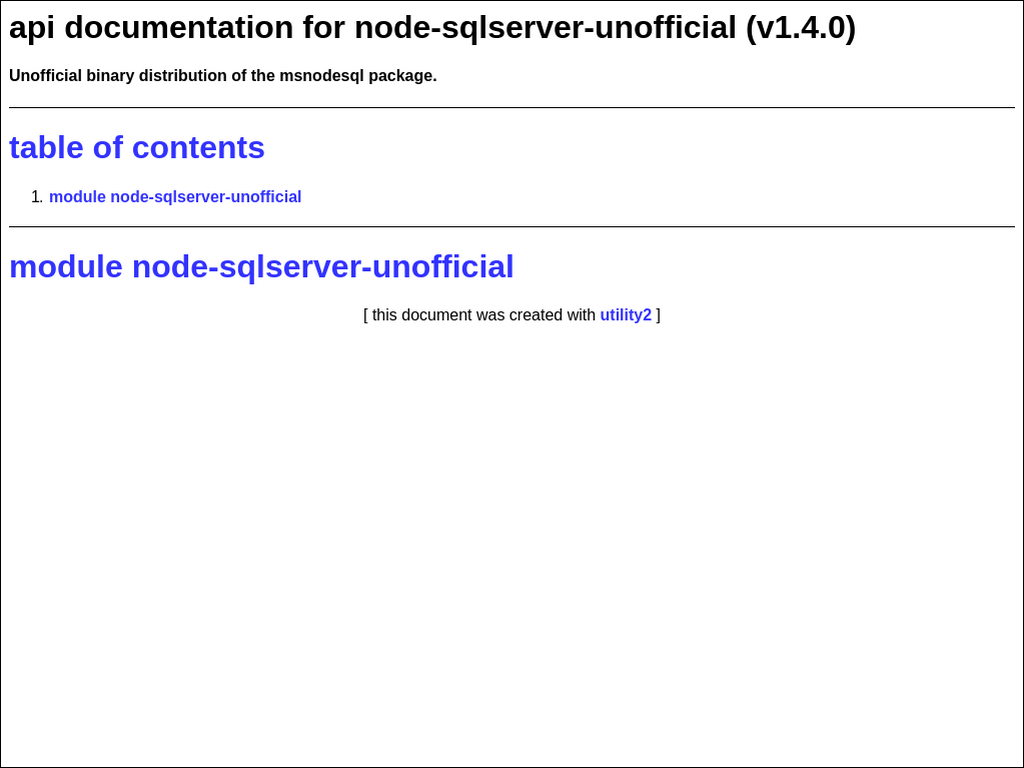 api documentation for node-sqlserver-unofficial (v1.4.0)
Unofficial binary distribution of the msnodesql package.
table of contents
1. module node-sqlserver-unofficial
module node-sqlserver-unofficial
[ this document was created with utility2 ]